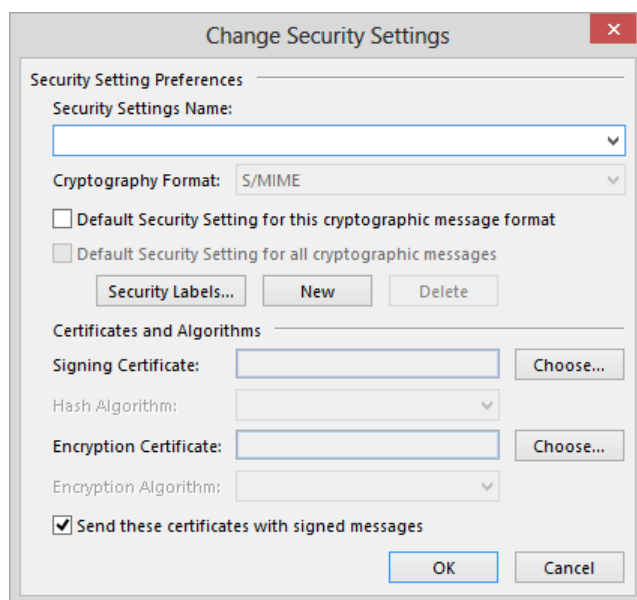 Change Security Settings
Security Setting Preferences
Security Settings Name:
Cryptography Format: S/MIME
Default Security Setting for this cryptographic message format
Default Security Setting for all cryptographic messages
Security Labels... New Delete
Certificates and Algorithms
Signing Certificate: Choose...
Hash Algorithm:
Encryption Certificate: Choose...
Encryption Algorithm:
Send these certificates with signed messages
OK Cancel